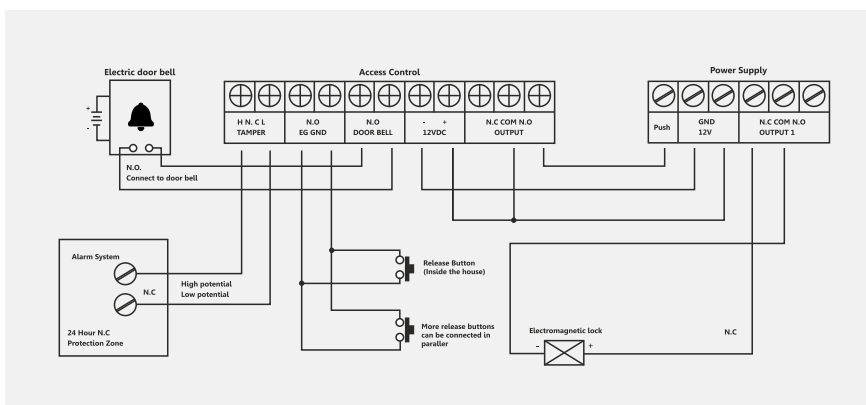 Electric door bell
Access Control
Power Supply
+
-
H N. C L
TAMPER
N.O
EG GND
N.O
DOOR BELL
- +
12VDC
N.C COM N.O
OUTPUT
Push
GND
12V
N.C COM N.O
OUTPUT 1
N.O.
Connect to door bell
Alarm System
N.C
High potential
Low potential
24 Hour N.C
Protection Zone
Release Button
(Inside the house)
More release buttons
can be connected in
paraller
Electromagnetic lock
- +
N.C